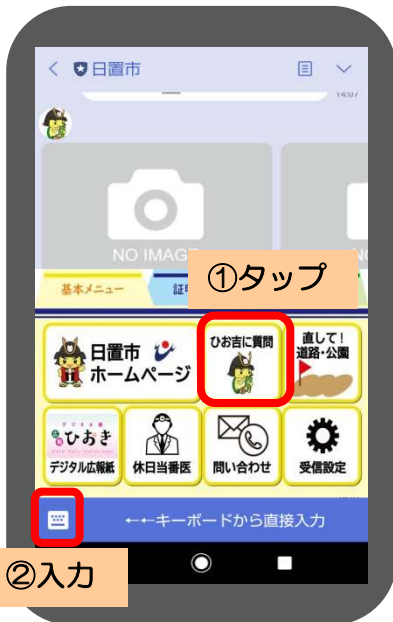 日置市
14:07
NO IMAGE
①タップ
基本メニュー
日置市
ホームページ
ひお吉に質問
直して!
道路・公園
ひおき
デジタル広報紙
休日当番医
問い合わせ
受信設定
←←キーボードから直接入力
②入力